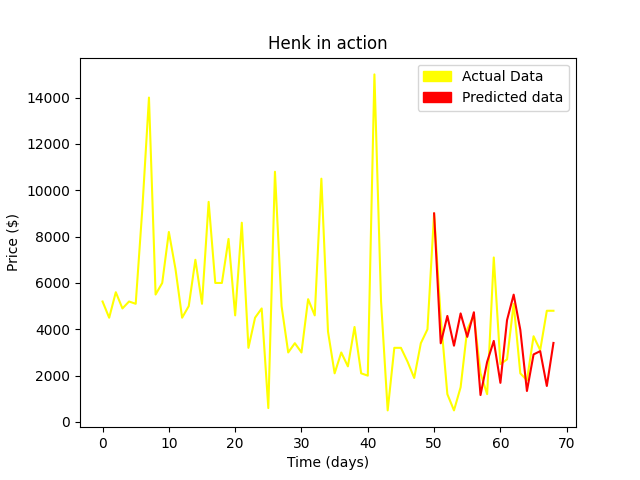 Henk in action
Actual Data
Predicted data
Price ($)
14000
12000
10000
8000
6000
4000
2000
0
0 10 20 30 40 50 60 70
Time (days)